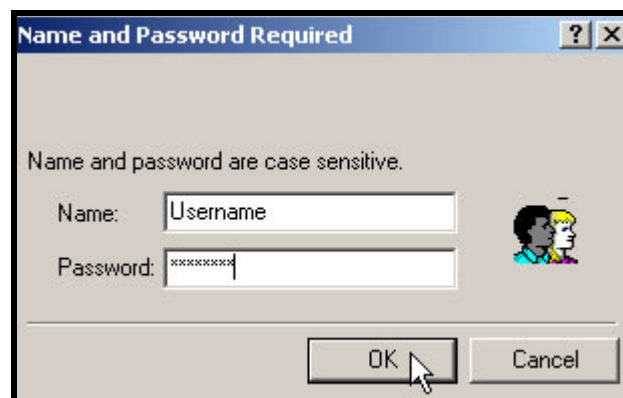 Name and Password Required
Name and password are case sensitive.
Name: Username
Password: ********
OK Cancel